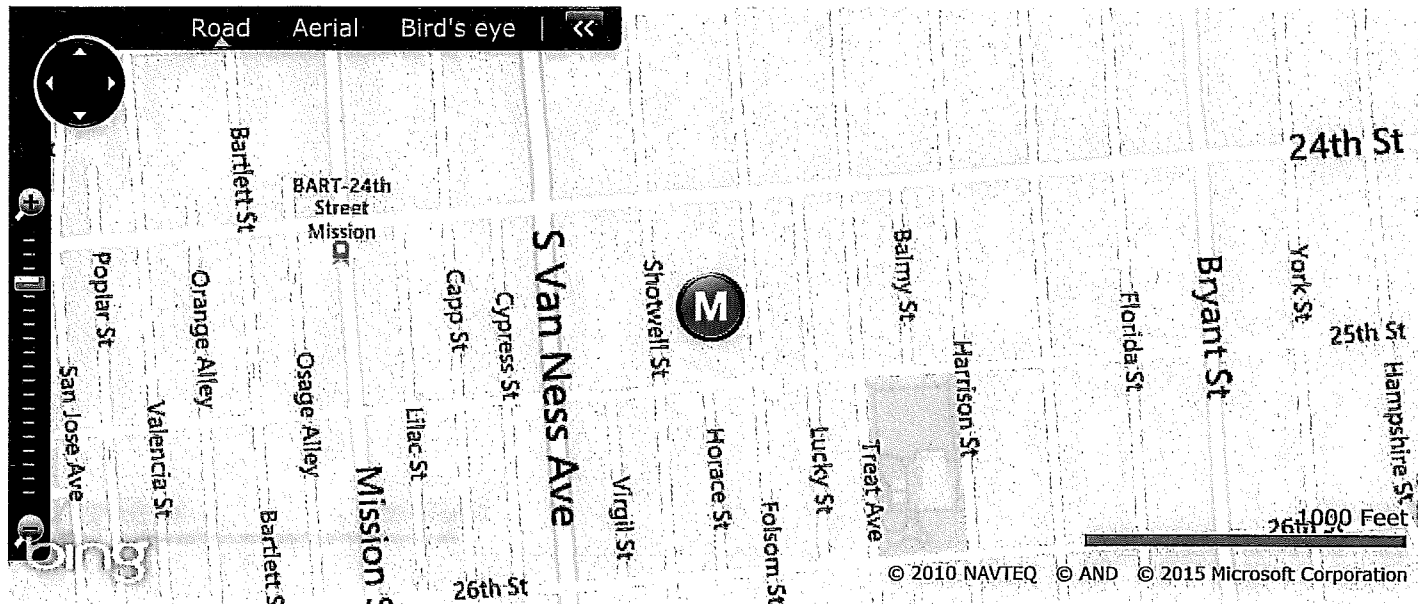 Road Aerial Bird's eye | «
Bartlett St
24th St
BART-24th
Street
Mission
Poplar St
Orange Alley
Capp St
Cypress St
S Van Ness Ave
Shotwell St
M
Balmy St
Florida St
Bryant St
York St
25th St
San Jose Ave
Valencia St
Osage Alley
Lilac St
Mission S
Harrison St
Hampshire St
Horace St
Lucky St
Treat Ave
Virgil St
Folsom St
Bartlett S
26th St
1000 Feet
26th St
bing
© 2010 NAVTEQ © AND © 2015 Microsoft Corporation